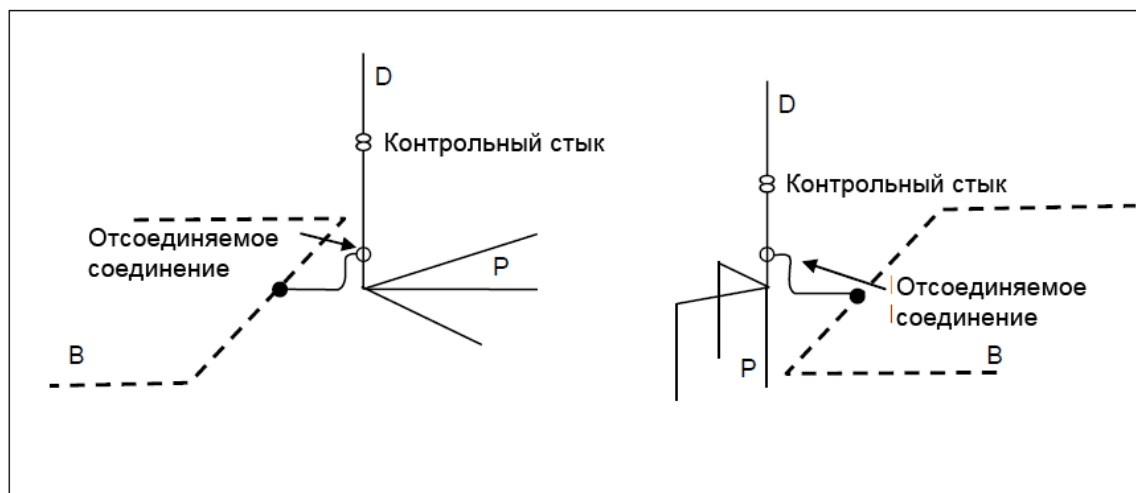 D
Контрольный стык
Отсоединяемое
соединение
P
B
D
Контрольный стык
Отсоединяемое
соединение
P
B